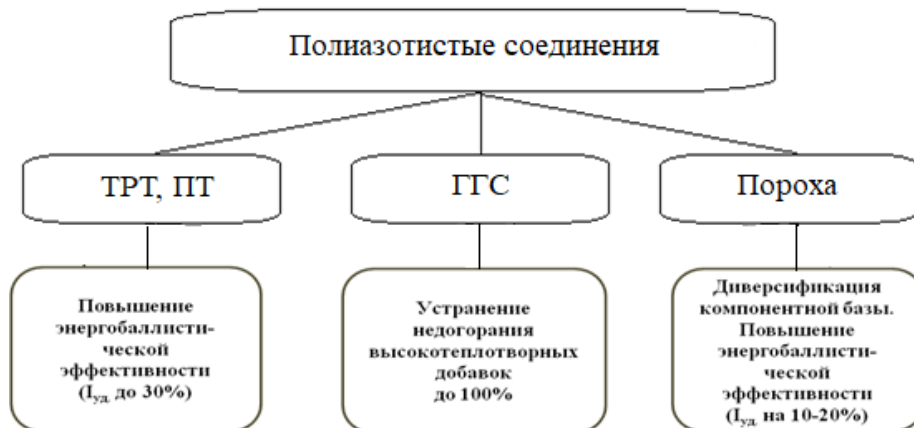 Полиазотистые соединения
ТРТ, ПТ
ГГС
Пороха
Повышение
энергобаллисти-
ческой
эффективности
(Iуд. до 30%)
Устранение
недогорания
высокотеплотворных
добавок
до 100%
Диверсификация
компонентной базы.
Повышение
энергобаллисти-
ческой
эффективности
(Iуд. на 10-20%)